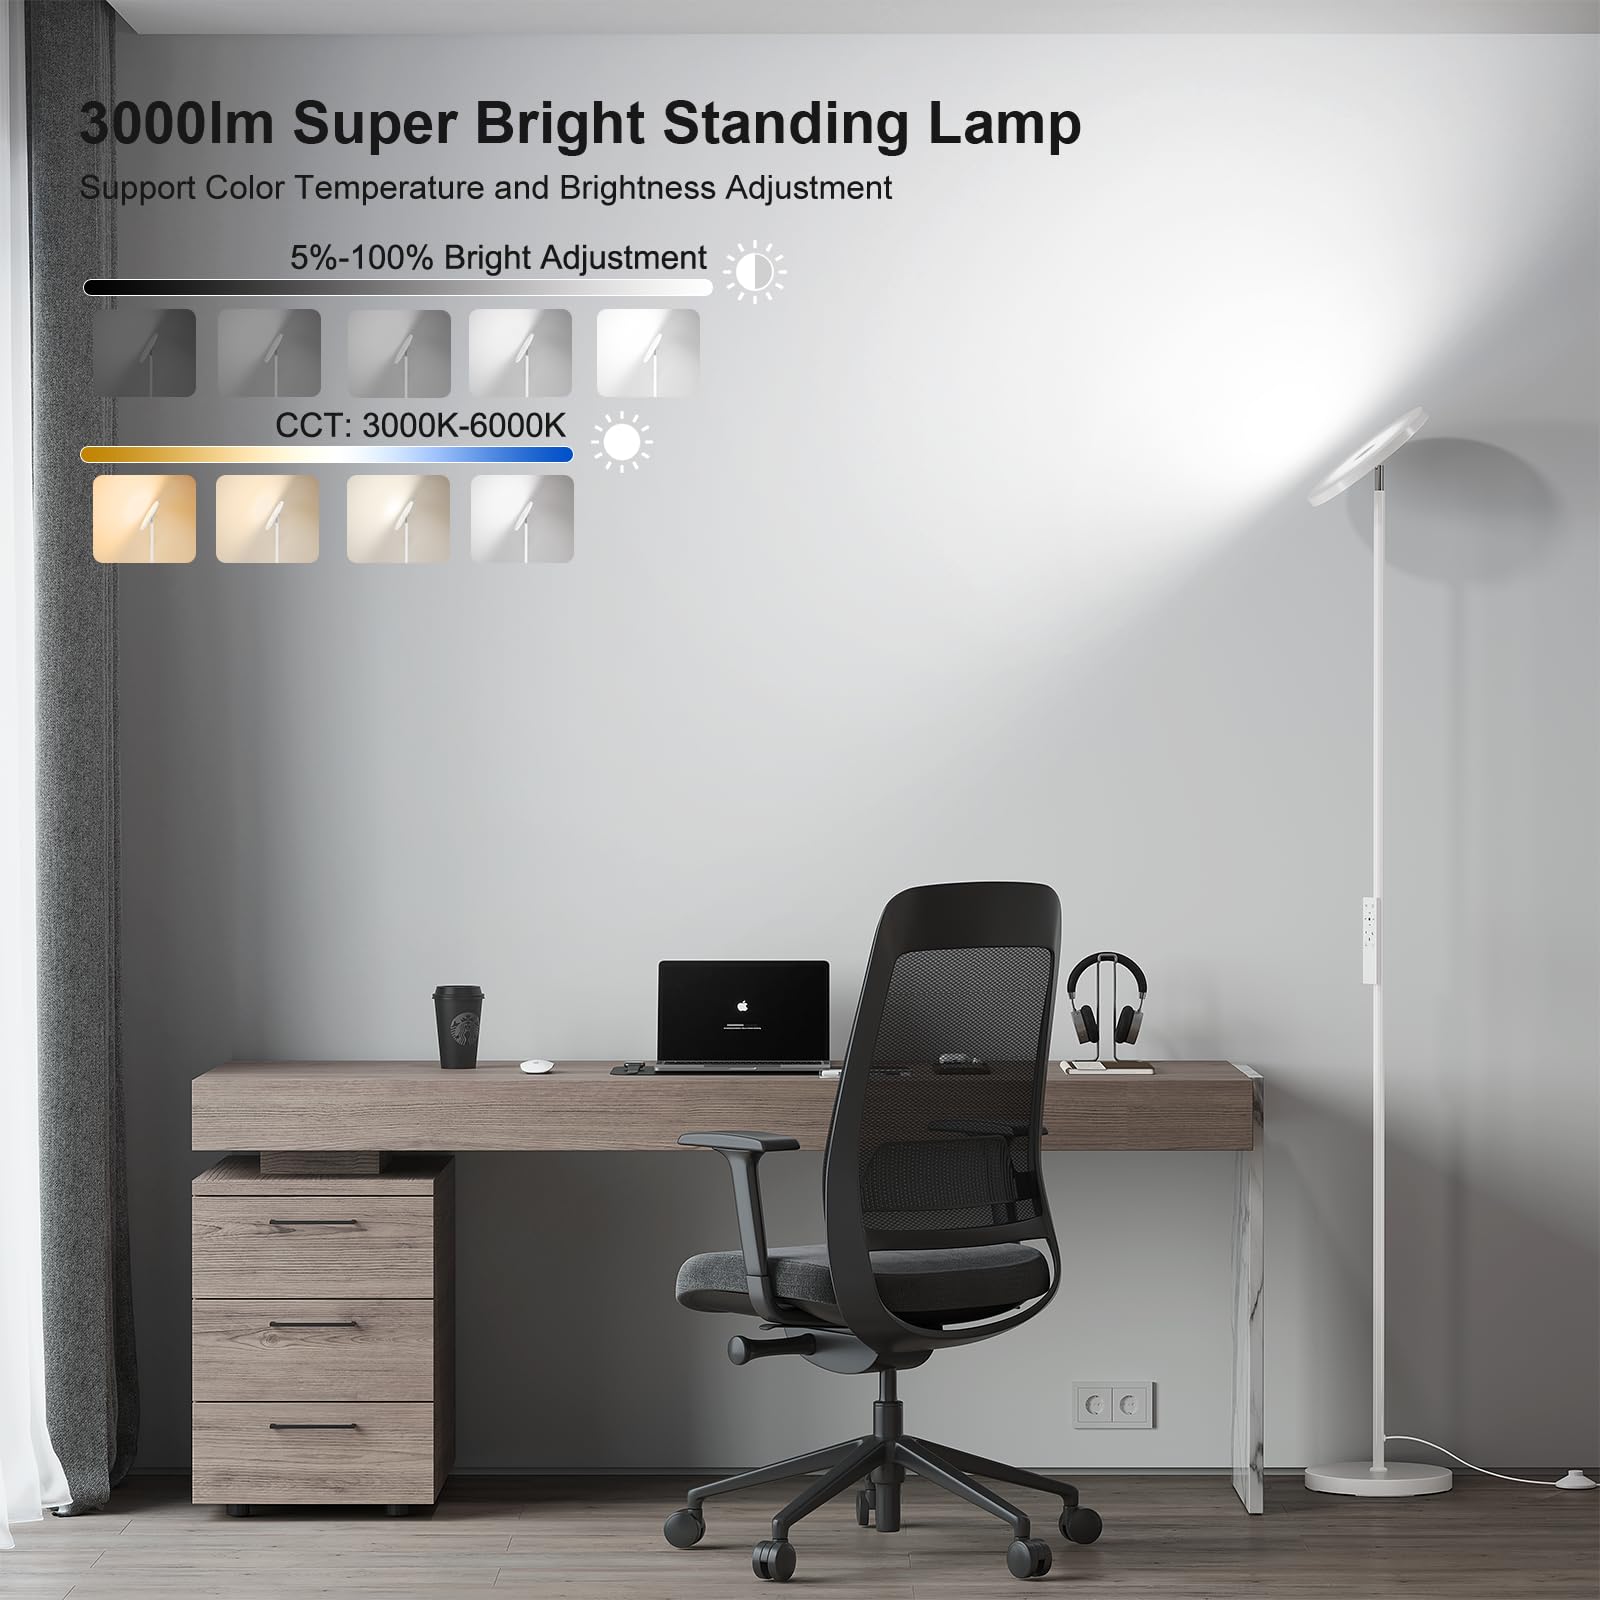 3000lm Super Bright Standing Lamp
Support Color Temperature and Brightness Adjustment
5%-100% Bright Adjustment
CCT: 3000K-6000K